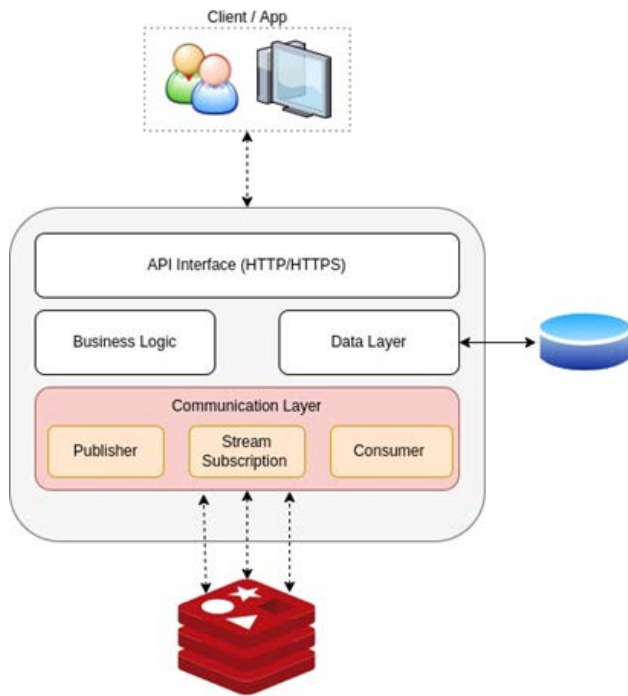 Client / App
API Interface (HTTP/HTTPS)
Business Logic
Data Layer
Communication Layer
Publisher
Stream
Subscription
Consumer